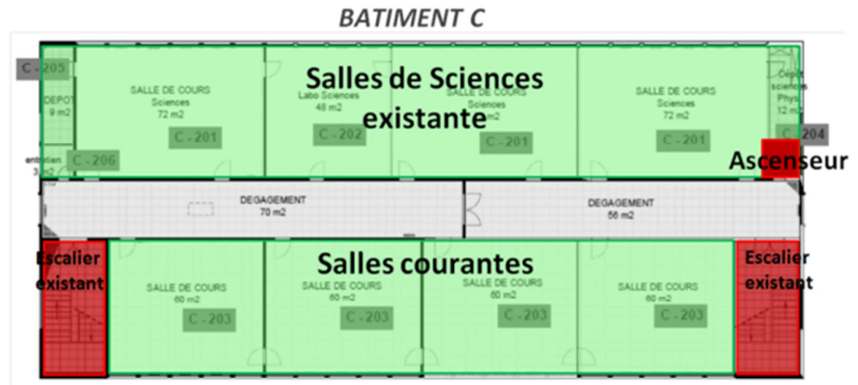 BATIMENT C
C - 205
DEPOT
9 m2
entretien
C - 206
SALLE DE COURS
Sciences
72 m2
C - 201
Labo Sciences
48 m2
C - 202
Salles de Sciences
existante
SALLE DE COURS
Sciences
C - 201
SALLE DE COURS
Sciences
72 m2
C - 201
Dépôt
sciences
Phys
12 m2
C - 204
Ascenseur
DEGAGEMENT
70 m2
DEGAGEMENT
56 m2
Escalier
existant
Salles courantes
Escalier
existant
SALLE DE COURS
60 m2
C - 203
SALLE DE COURS
60 m2
C - 203
SALLE DE COURS
60 m2
C - 203
SALLE DE COURS
60 m2
C - 203